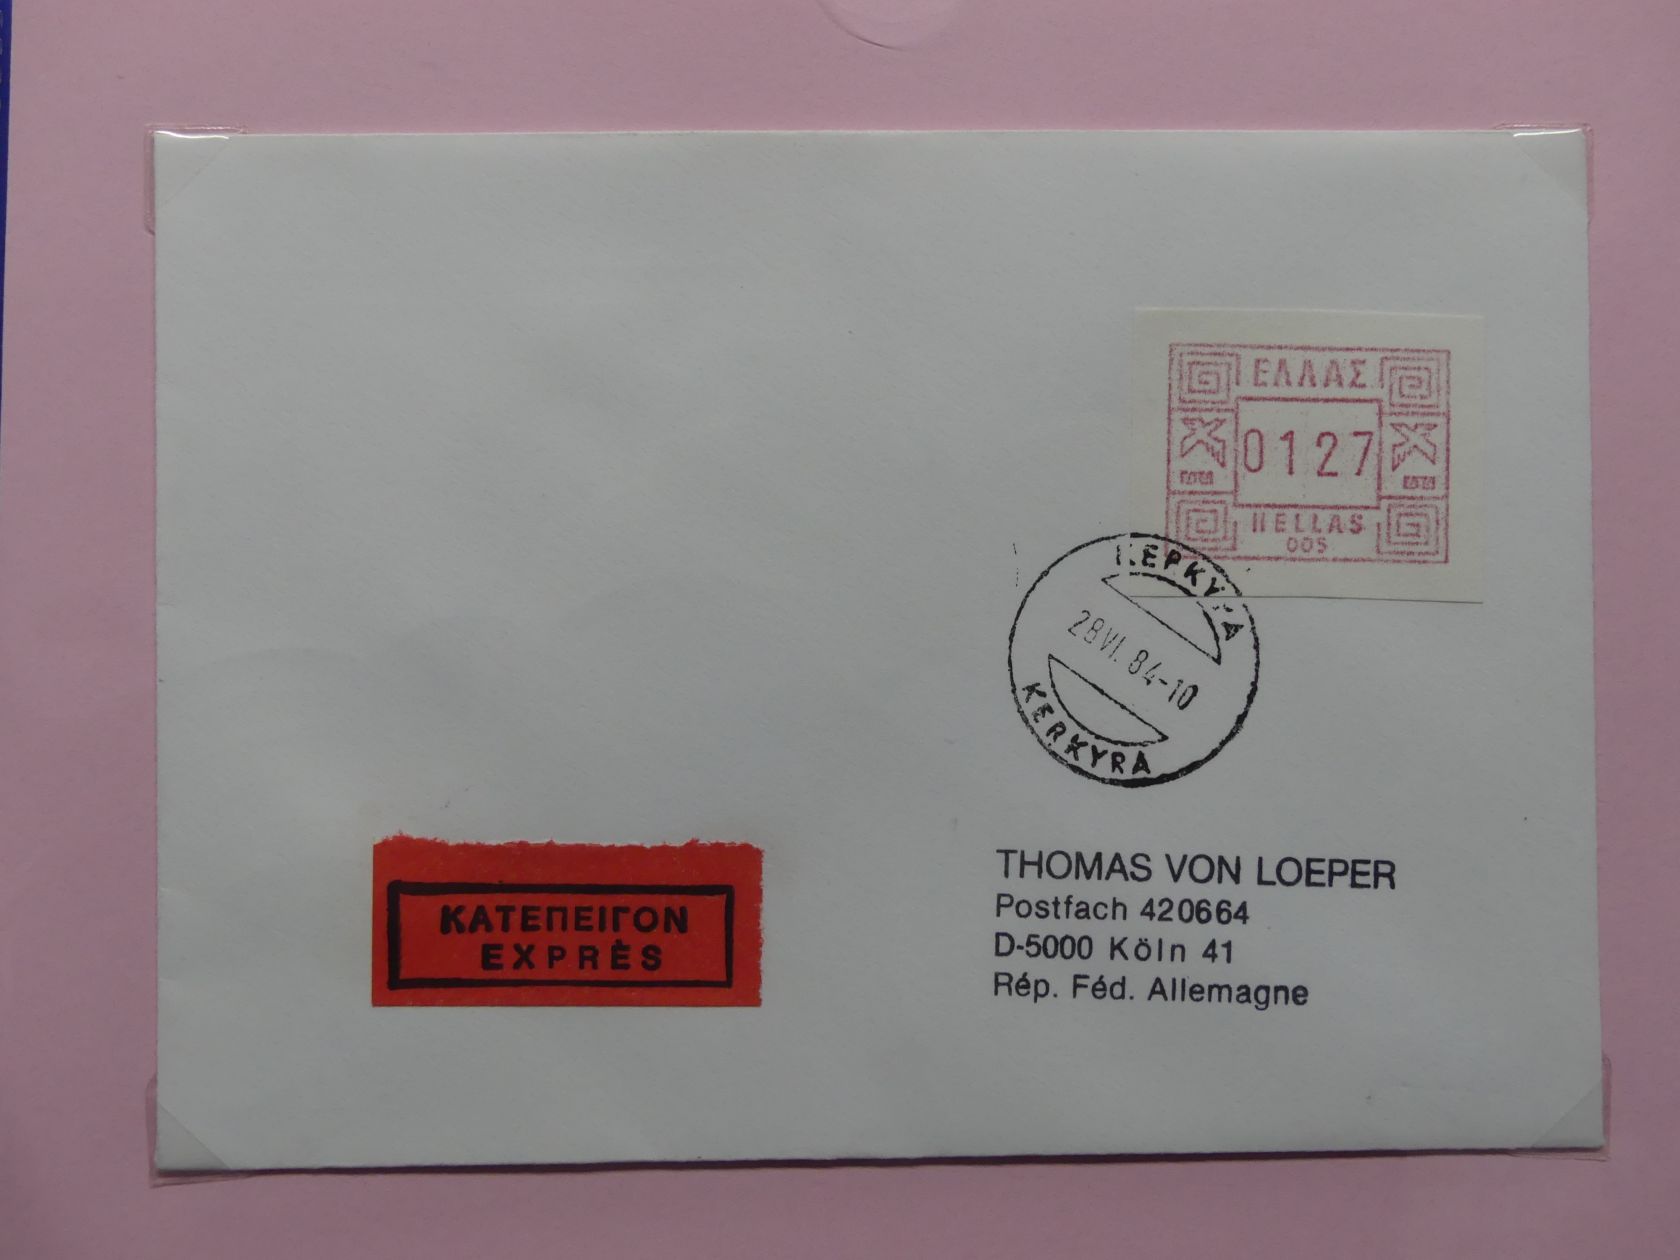 ΕΛΛΑΣ
0127
HELLAS
005
ΚΕΡΚΥΡΑ
28 VI. 84-10
KERKYRA
ΚΑΤΕΠΕΙΓΟΝ
EXPRÈS
THOMAS VON LOEPER
Postfach 420664
D-5000 Köln 41
Rép. Féd. Allemagne